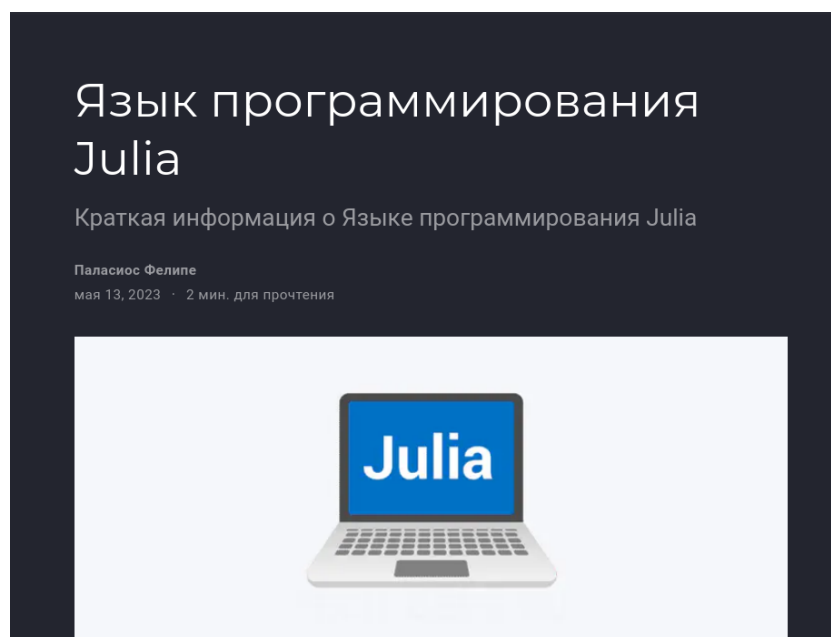 Язык программирования
Julia
Краткая информация о Языке программирования Julia
Паласиос Фелипе
мая 13, 2023 · 2 мин. для прочтения
Julia